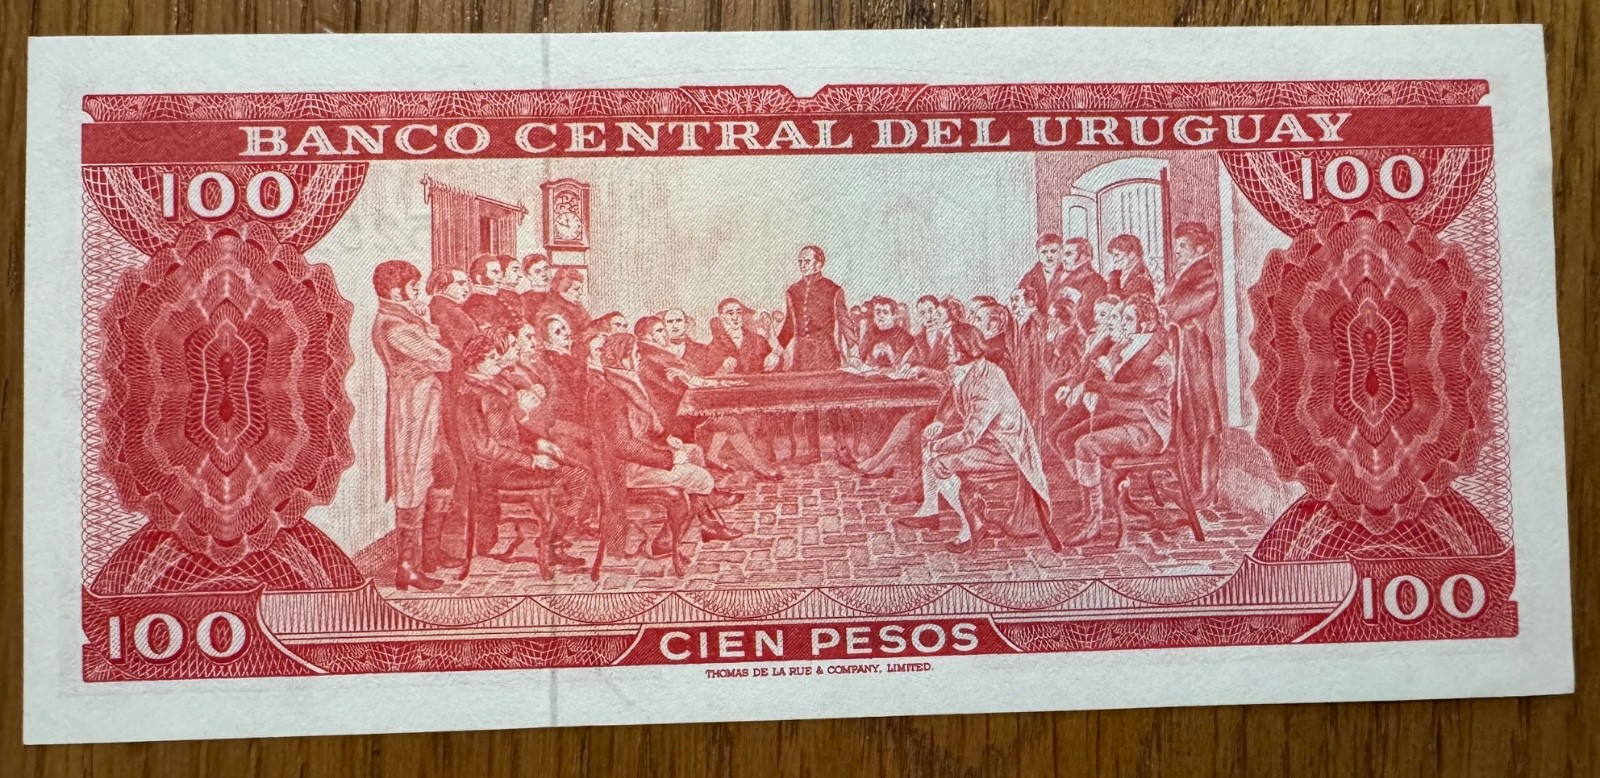 BANCO CENTRAL DEL URUGUAY
100
100
100
CIEN PESOS
100
THOMAS DE LA RUE & COMPANY, LIMITED.